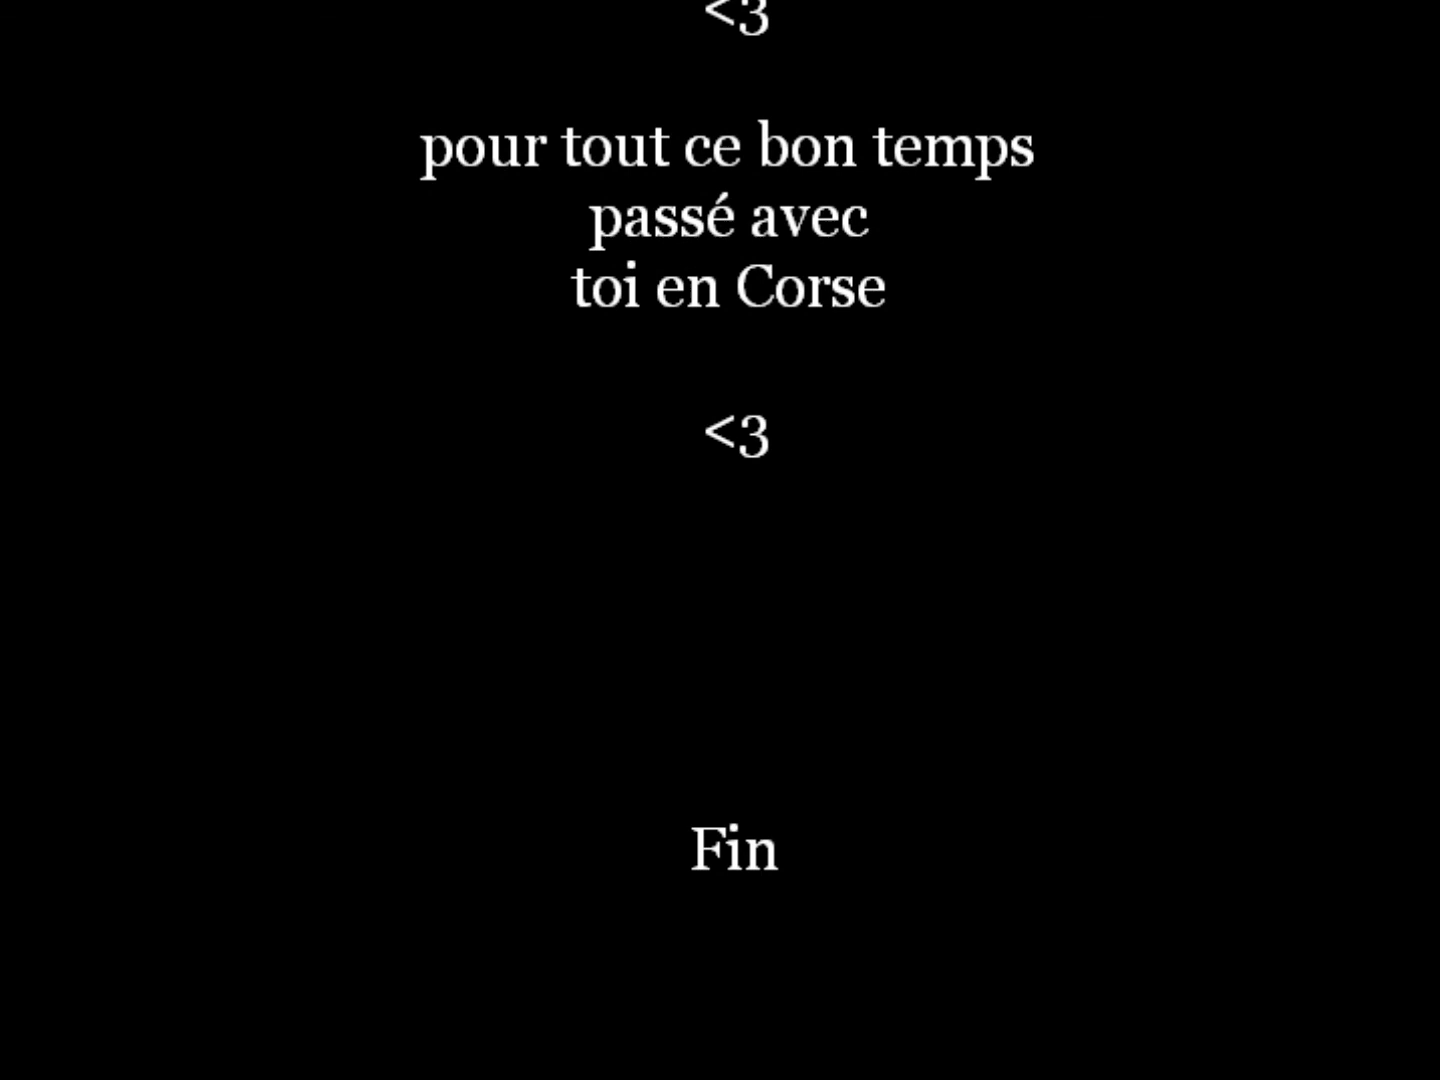 <3
pour tout ce bon temps
passé avec
toi en Corse
<3
Fin